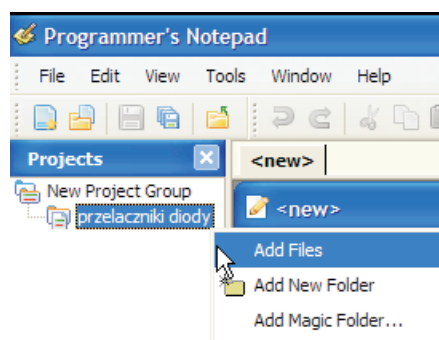 Programmer's Notepad
File Edit View Tools Window Help
Projects
<new>
New Project Group
<new>
przelaczniki diody
Add Files
Add New Folder
Add Magic Folder...